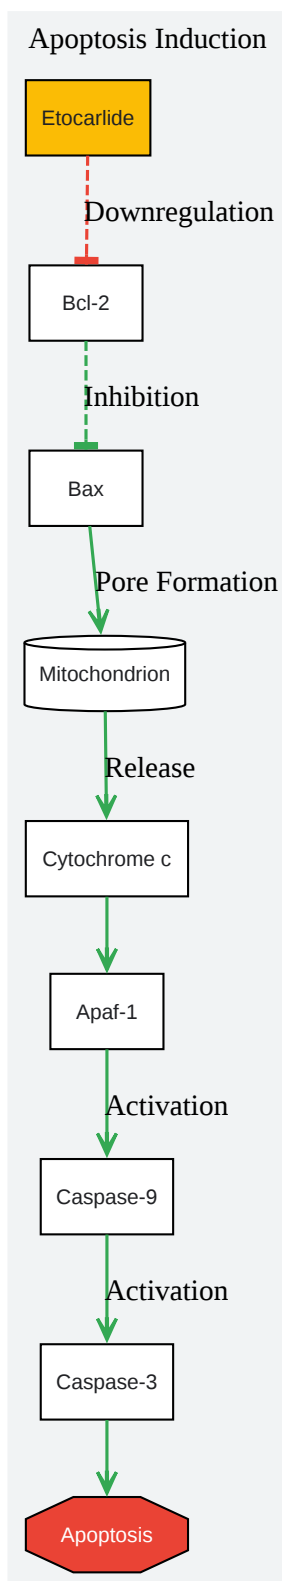 Apoptosis Induction
Etocarlide
Downregulation
Bcl-2
Inhibition
Bax
Pore Formation
Mitochondrion
Release
Cytochrome c
Apaf-1
Activation
Caspase-9
Activation
Caspase-3
Apoptosis